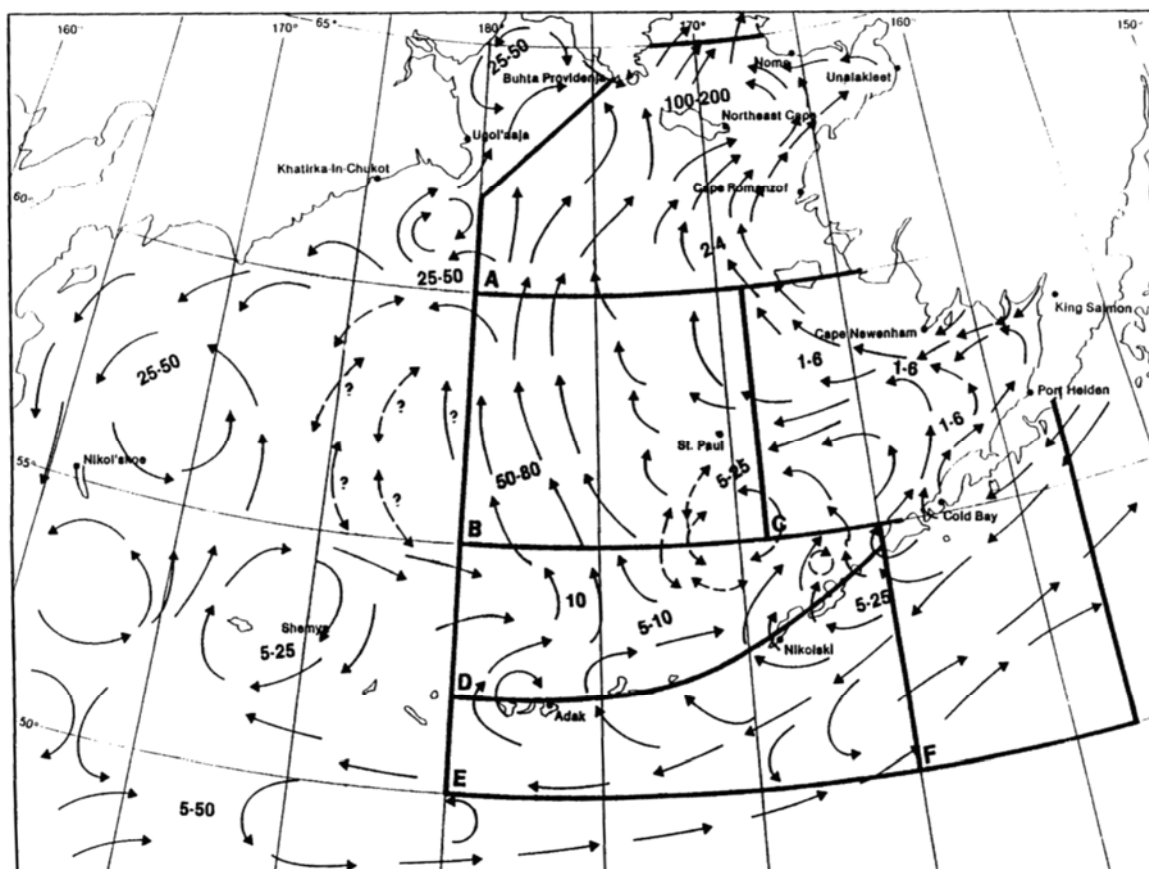 160°
170°
65°
180°
170°
160°
150°
25-50
Buhta Providenia
Nome
Unalakleet
100-200
Northeast Cape
Ugol'naja
Khatirka-In-Chukot
Cape Romanzof
60°
2-4
25-50
A
King Salmon
Cape Newenham
1-6
25-50
1-6
Port Heiden
?
?
?
1-6
St. Paul
55°
Nikol'skoe
50-80
5-25
?
?
B
C
Cold Bay
10
5-25
5-10
Shemya
5-25
Nikolski
D
Adak
50°
F
E
5-50